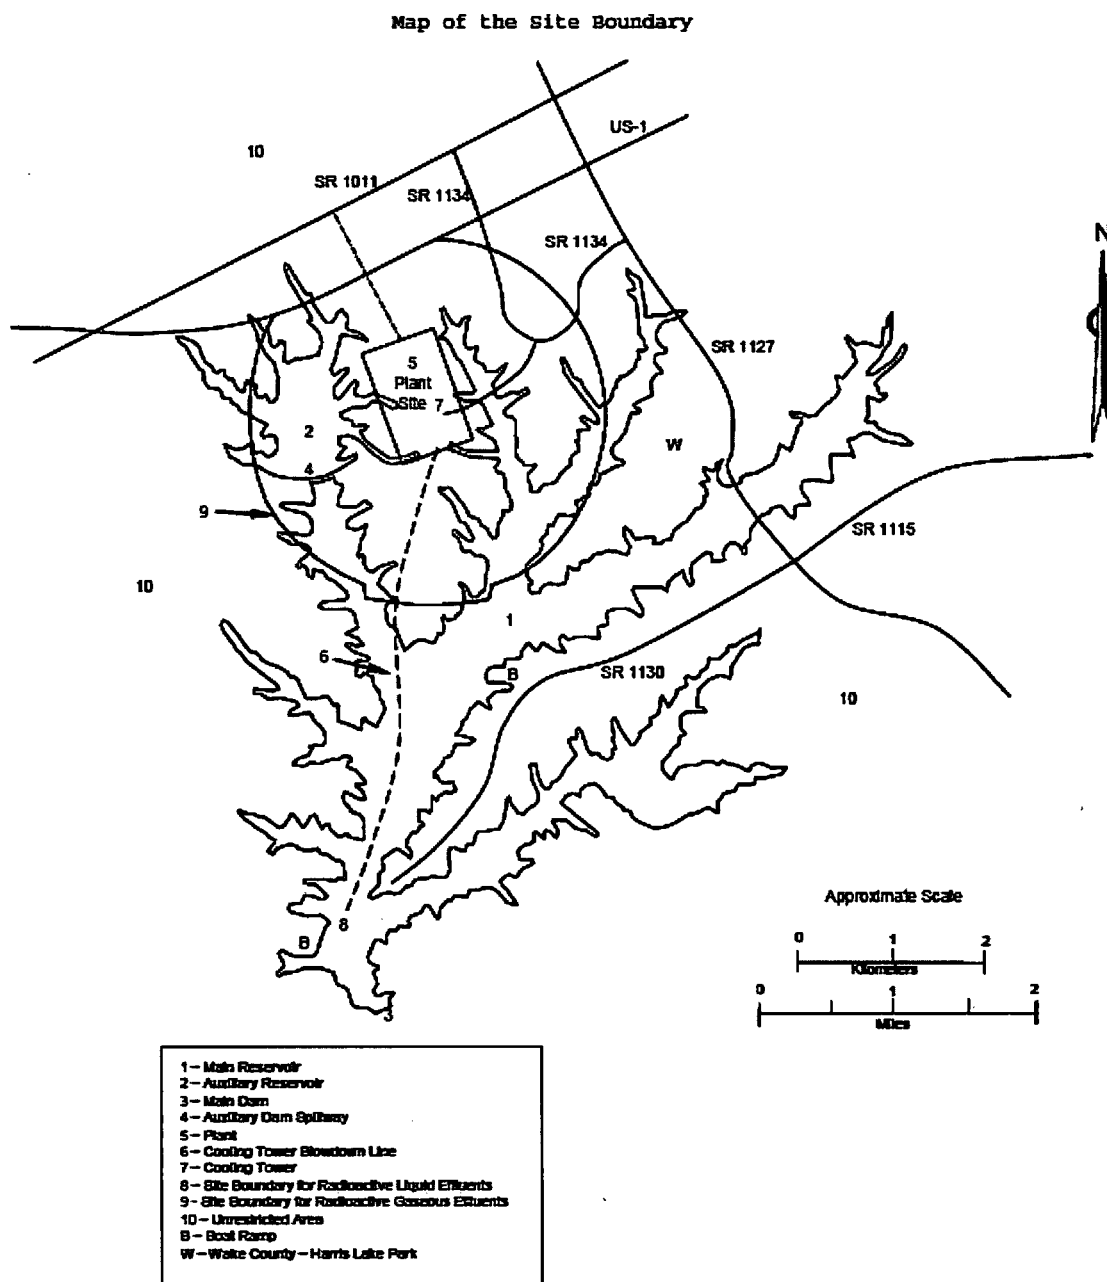 Map of the Site Boundary
US-1
10
SR 1011
SR 1134
N
SR 1134
SR 1127
5
Plant
Site
7
2
W
4
9
SR 1115
10
1
6
B
SR 1130
10
Approximate Scale
8
0 1 2
B
Kilometers
0 1 2
3
Miles
1 – Main Reservoir
2 – Auxiliary Reservoir
3 – Main Dam
4 – Auxiliary Dam Spillway
5 – Plant
6 – Cooling Tower Blowdown Line
7 – Cooling Tower
8 – Site Boundary for Radioactive Liquid Effluents
9 - Site Boundary for Radioactive Gaseous Effluents
10 – Unrestricted Area
B – Boat Ramp
W – Wake County – Harris Lake Park